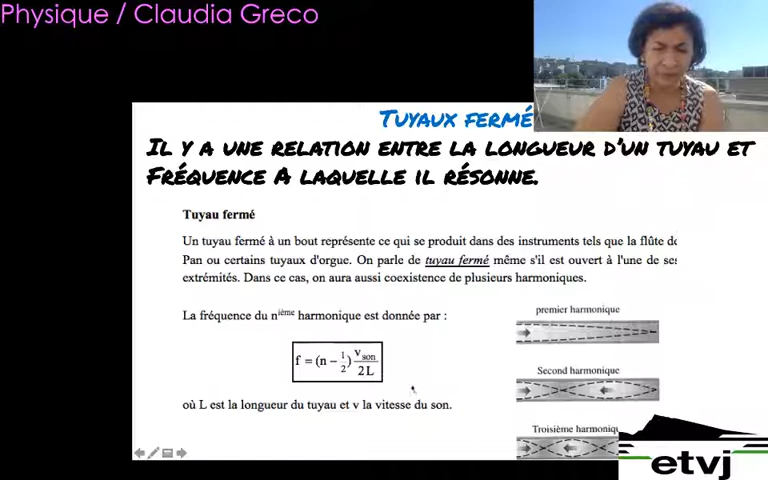 Physique / Claudia Greco
Tuyaux fermé
Il y a une relation entre la longueur d'un tuyau et
Fréquence a laquelle il résonne.
Tuyau fermé
Un tuyau fermé à un bout représente ce qui se produit dans des instruments tels que la flûte de
Pan ou certains tuyaux d'orgue. On parle de tuyau fermé même s'il est ouvert à l'une de ses
extrémités. Dans ce cas, on aura aussi coexistence de plusieurs harmoniques.
La fréquence du nième harmonique est donnée par :
f = (n - 1/2) vson/2L
où L est la longueur du tuyau et v la vitesse du son.
premier harmonique
Second harmonique
Troisième harmoniq
etvj